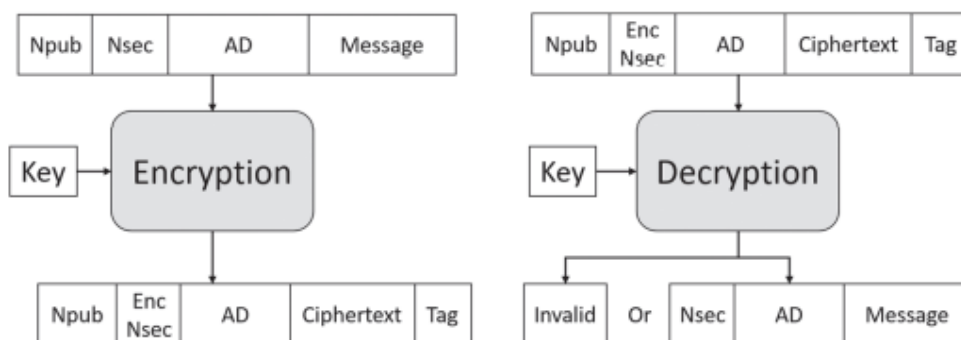 Npub Nsec AD Message
Key Encryption
Npub Enc Nsec AD Ciphertext Tag
Npub Enc Nsec AD Ciphertext Tag
Key Decryption
Invalid Or Nsec AD Message